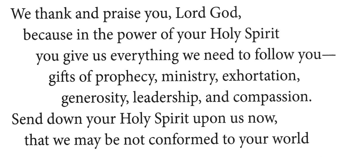 We thank and praise you, Lord God,
because in the power of your Holy Spirit
you give us everything we need to follow you—
gifts of prophecy, ministry, exhortation,
generosity, leadership, and compassion.
Send down your Holy Spirit upon us now,
that we may be not conformed to your world